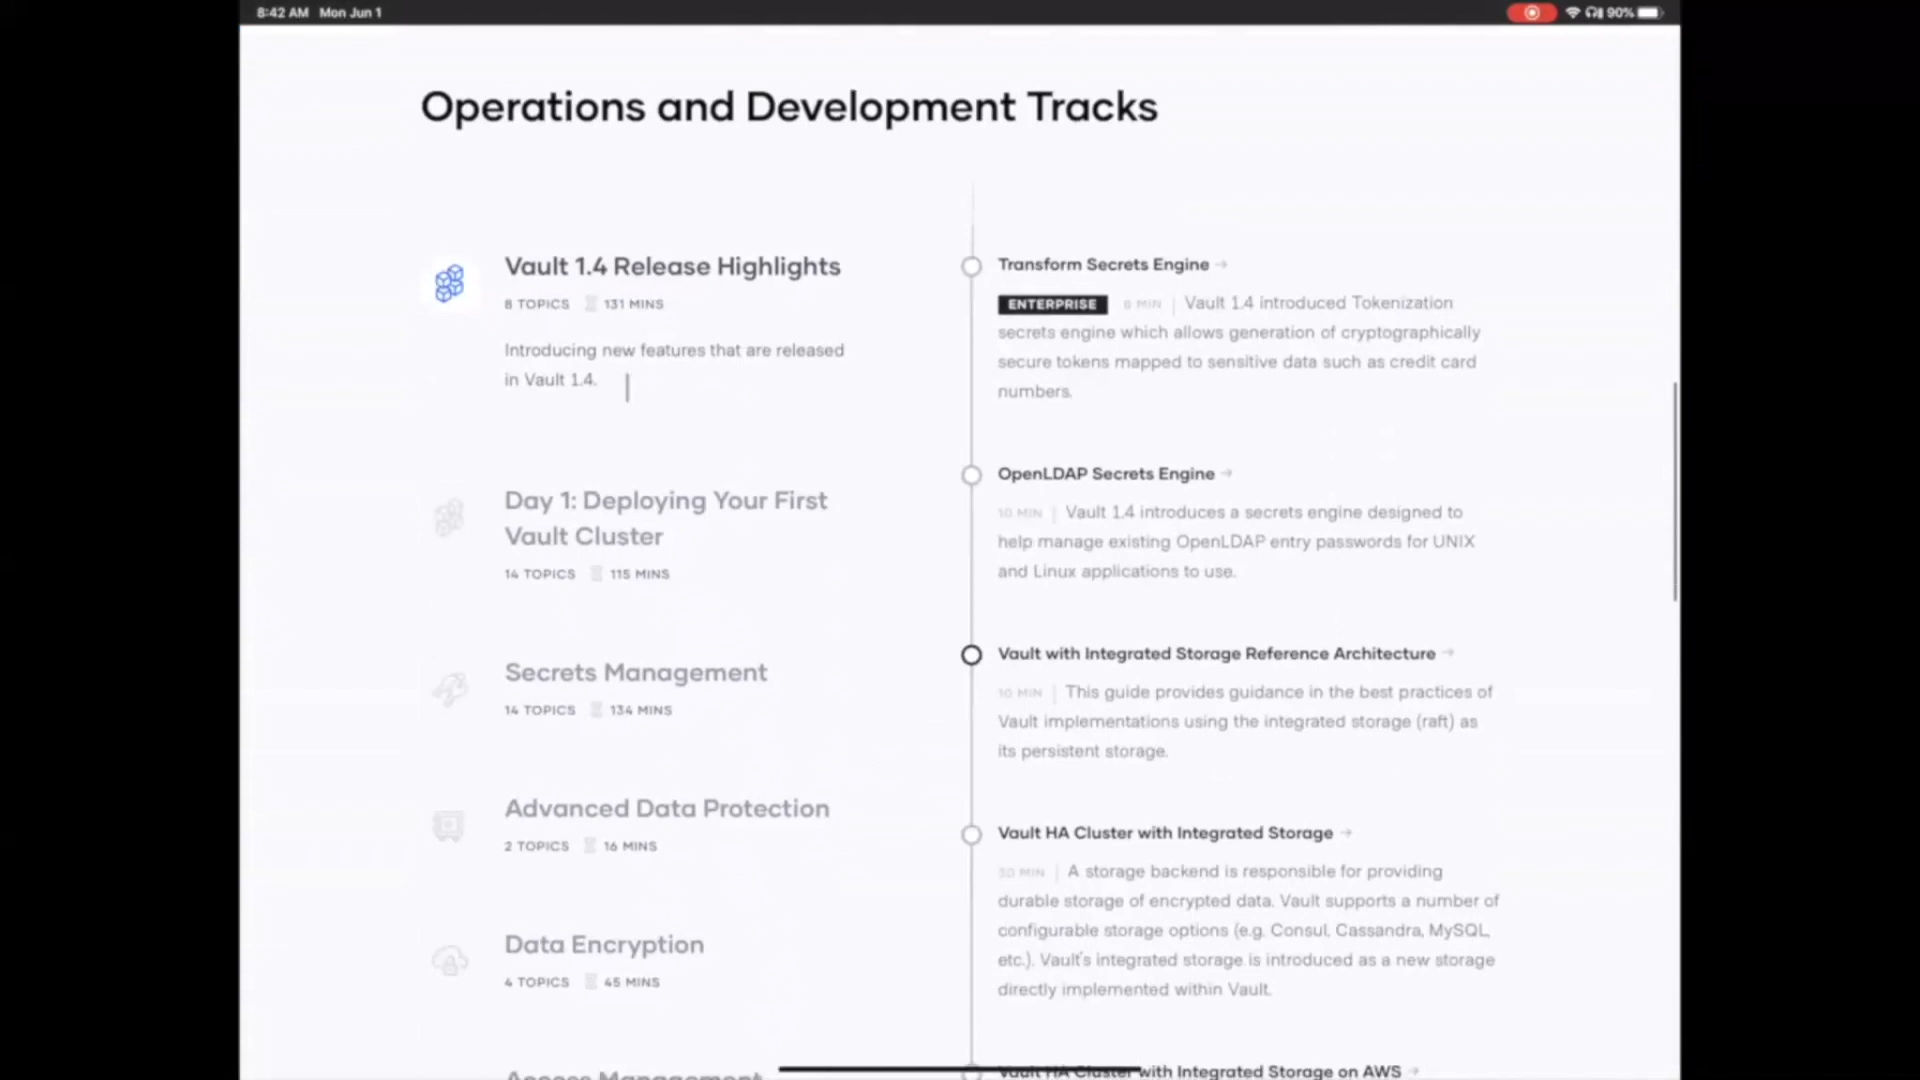 8:42 AM Mon Jun 1
90%
Operations and Development Tracks
Vault 1.4 Release Highlights
8 TOPICS 131 MINS
Introducing new features that are released
in Vault 1.4.
Day 1: Deploying Your First
Vault Cluster
14 TOPICS 115 MINS
Secrets Management
14 TOPICS 134 MINS
Advanced Data Protection
2 TOPICS 16 MINS
Data Encryption
4 TOPICS 45 MINS
Access Management
Transform Secrets Engine →
ENTERPRISE 8 MIN | Vault 1.4 introduced Tokenization
secrets engine which allows generation of cryptographically
secure tokens mapped to sensitive data such as credit card
numbers.
OpenLDAP Secrets Engine →
10 MIN | Vault 1.4 introduces a secrets engine designed to
help manage existing OpenLDAP entry passwords for UNIX
and Linux applications to use.
Vault with Integrated Storage Reference Architecture →
10 MIN | This guide provides guidance in the best practices of
Vault implementations using the integrated storage (raft) as
its persistent storage.
Vault HA Cluster with Integrated Storage →
30 MIN | A storage backend is responsible for providing
durable storage of encrypted data. Vault supports a number of
configurable storage options (e.g. Consul, Cassandra, MySQL,
etc.). Vault's integrated storage is introduced as a new storage
directly implemented within Vault.
Vault HA Cluster with Integrated Storage on AWS →